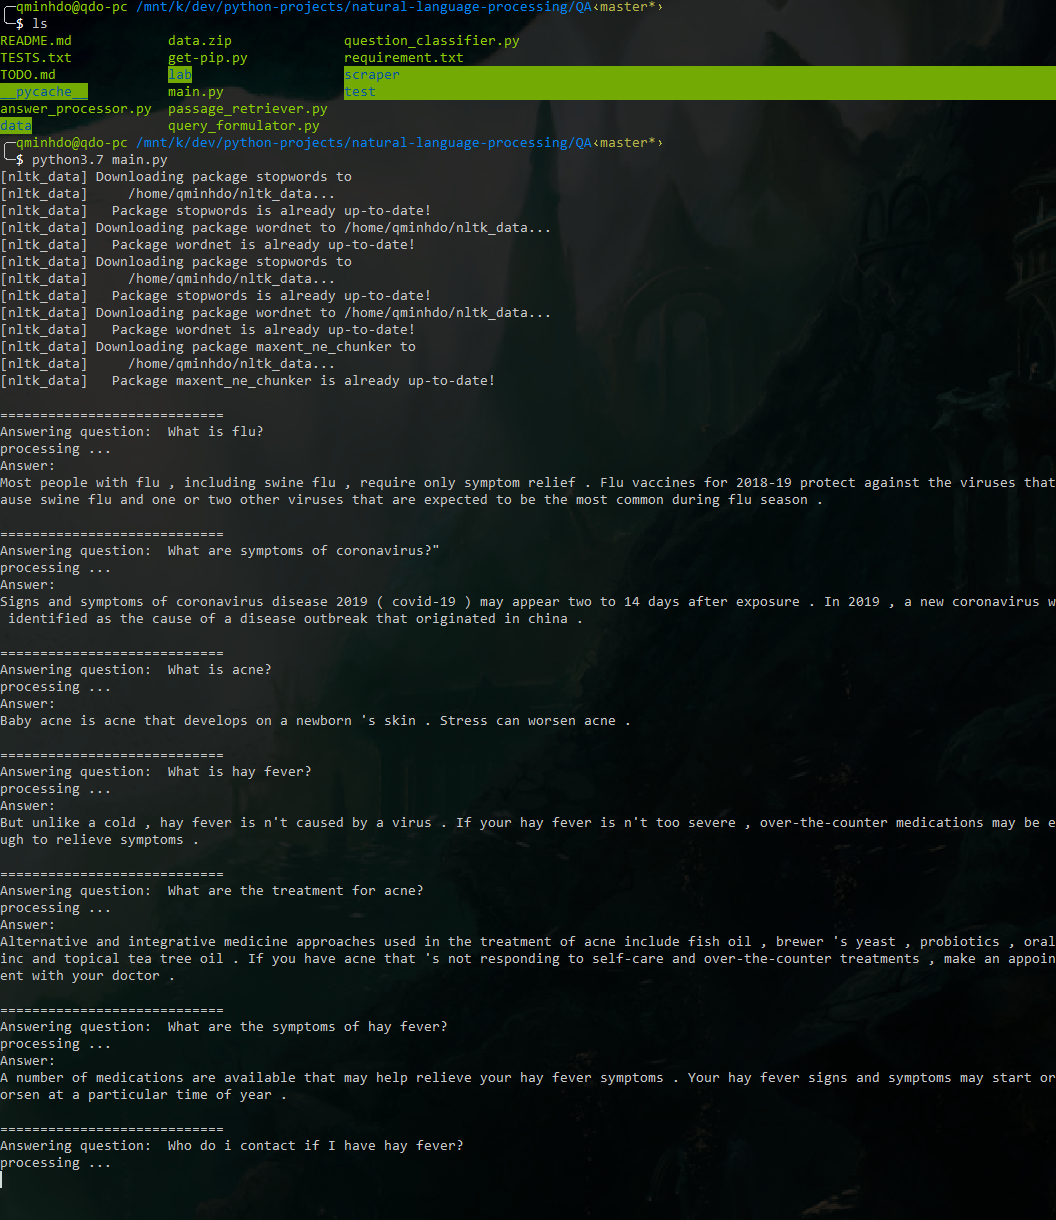 qminhdo@qdo-pc /mnt/k/dev/python-projects/natural-language-processing/QA‹master*›
$ ls
README.md data.zip question_classifier.py
TESTS.txt get-pip.py requirement.txt
TODO.md lab scraper
__pycache__ main.py test
answer_processor.py passage_retriever.py
data query_formulator.py
qminhdo@qdo-pc /mnt/k/dev/python-projects/natural-language-processing/QA‹master*›
$ python3.7 main.py
[nltk_data] Downloading package stopwords to
[nltk_data]     /home/qminhdo/nltk_data...
[nltk_data]   Package stopwords is already up-to-date!
[nltk_data] Downloading package wordnet to /home/qminhdo/nltk_data...
[nltk_data]   Package wordnet is already up-to-date!
[nltk_data] Downloading package stopwords to
[nltk_data]     /home/qminhdo/nltk_data...
[nltk_data]   Package stopwords is already up-to-date!
[nltk_data] Downloading package wordnet to /home/qminhdo/nltk_data...
[nltk_data]   Package wordnet is already up-to-date!
[nltk_data] Downloading package maxent_ne_chunker to
[nltk_data]     /home/qminhdo/nltk_data...
[nltk_data]   Package maxent_ne_chunker is already up-to-date!
============================
Answering question:  What is flu?
processing ...
Answer:
Most people with flu , including swine flu , require only symptom relief . Flu vaccines for 2018-19 protect against the viruses that
ause swine flu and one or two other viruses that are expected to be the most common during flu season .
============================
Answering question:  What are symptoms of coronavirus?"
processing ...
Answer:
Signs and symptoms of coronavirus disease 2019 ( covid-19 ) may appear two to 14 days after exposure . In 2019 , a new coronavirus w
identified as the cause of a disease outbreak that originated in china .
============================
Answering question:  What is acne?
processing ...
Answer:
Baby acne is acne that develops on a newborn 's skin . Stress can worsen acne .
============================
Answering question:  What is hay fever?
processing ...
Answer:
But unlike a cold , hay fever is n't caused by a virus . If your hay fever is n't too severe , over-the-counter medications may be e
ugh to relieve symptoms .
============================
Answering question:  What are the treatment for acne?
processing ...
Answer:
Alternative and integrative medicine approaches used in the treatment of acne include fish oil , brewer 's yeast , probiotics , oral
inc and topical tea tree oil . If you have acne that 's not responding to self-care and over-the-counter treatments , make an appoin
ent with your doctor .
============================
Answering question:  What are the symptoms of hay fever?
processing ...
Answer:
A number of medications are available that may help relieve your hay fever symptoms . Your hay fever signs and symptoms may start or
orsen at a particular time of year .
============================
Answering question:  Who do i contact if I have hay fever?
processing ...